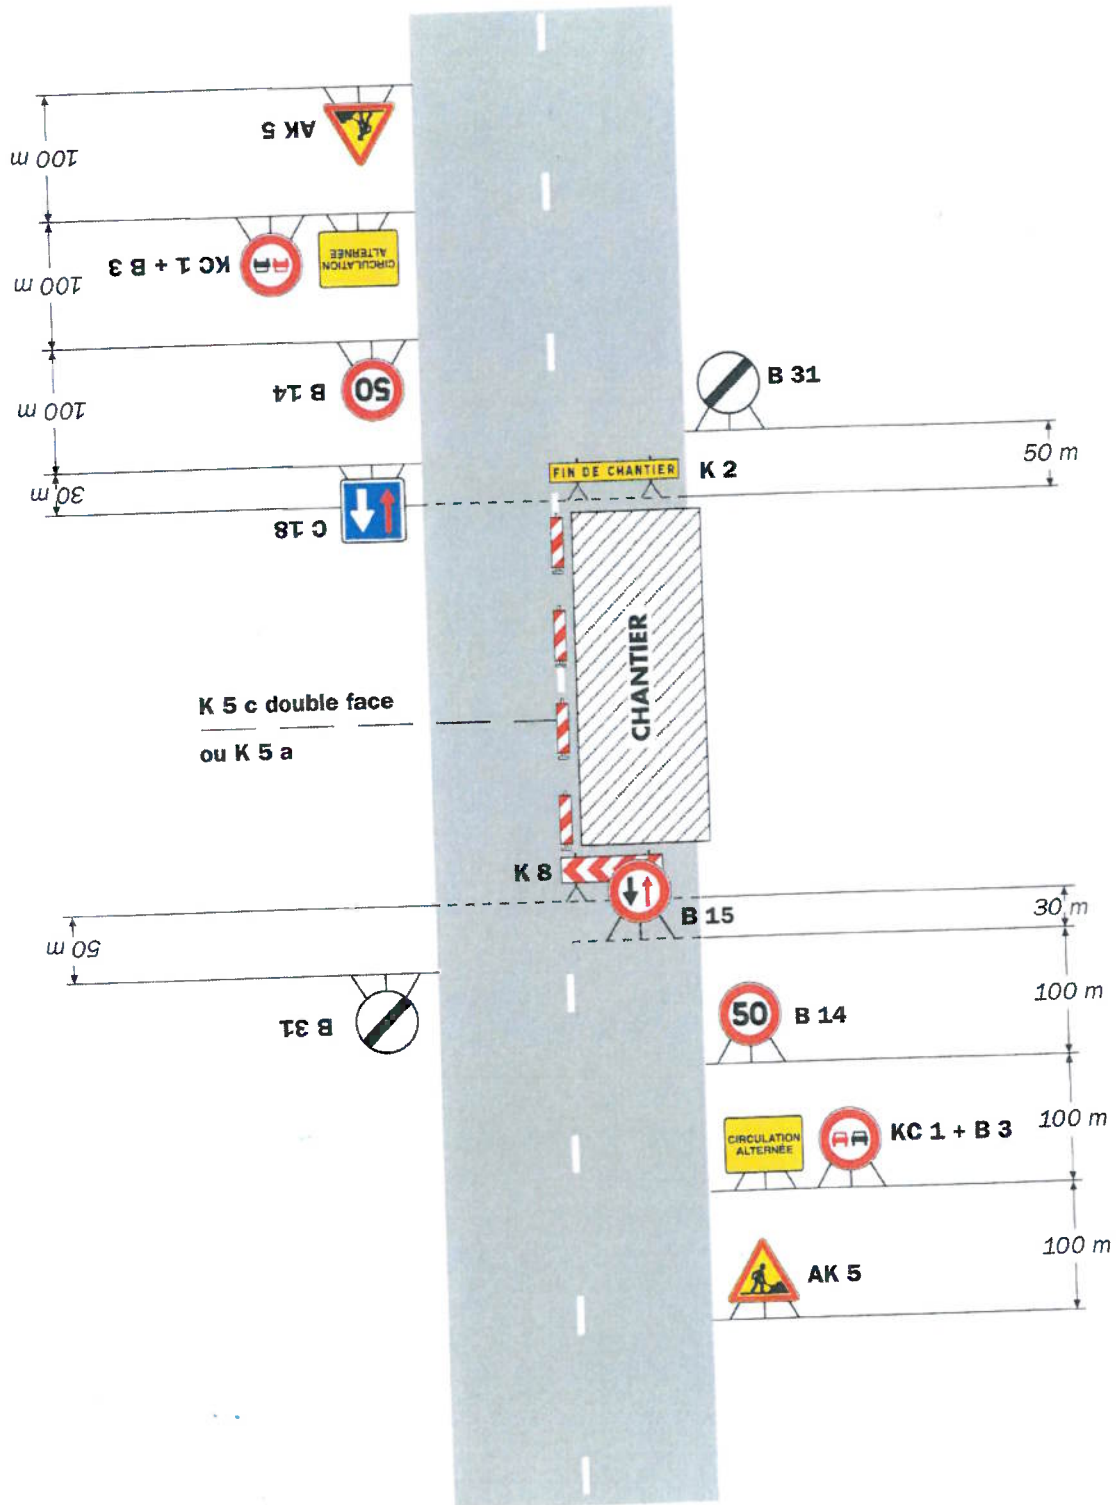 AK 5
100 m
KC 1 + B 3
CIRCULATION
ALTERNÉE
100 m
B 14
50
100 m
30 m
C 18
B 31
50 m
FIN DE CHANTIER
K 2
CHANTIER
K 5 c double face
ou K 5 a
K 8
B 15
30 m
50 m
B 31
100 m
50
B 14
CIRCULATION
ALTERNÉE
KC 1 + B 3
100 m
AK 5
100 m